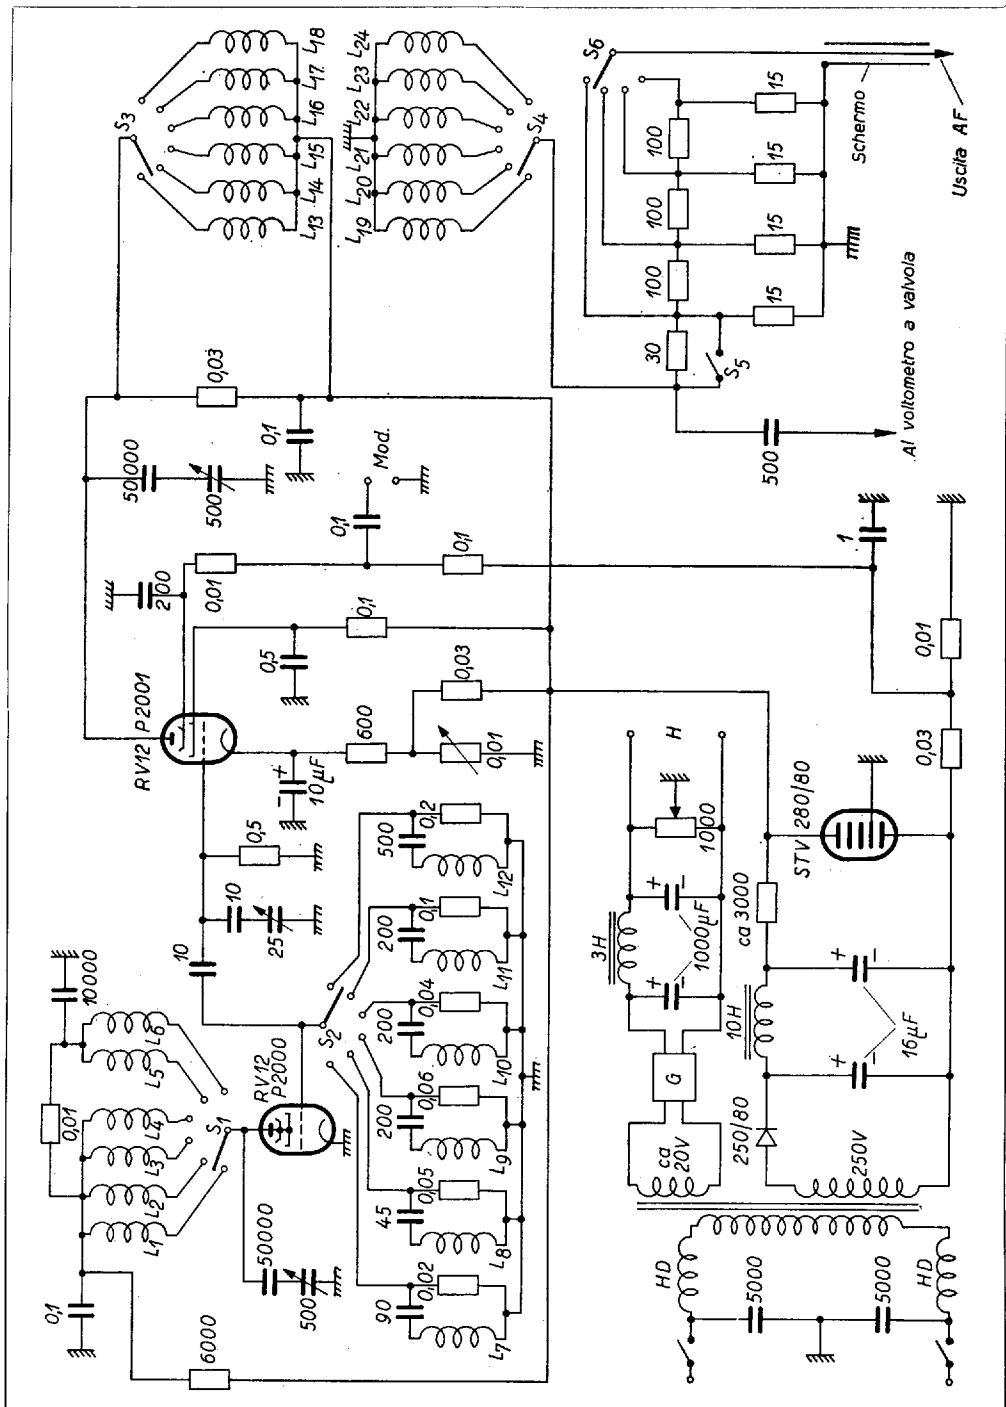 0,1
6000
L1
L2
L3
L4
L5
L6
0,01
10000
S1
RV12
P2000
50000
500
10
10
25
0,5
S2
90
0,02
L7
45
0,05
L8
200
0,06
L9
200
0,04
L10
200
0,1
L11
500
0,2
L12
RV12 P2001
+
-
10µF
600
0,03
0,01
0,5
0,1
200
0,01
0,1
Mod.
0,1
50000
500
0,03
0,1
S3
L13
L14
L15
L16
L17
L18
L19
L20
L21
L22
L23
L24
S4
HD
5000
5000
HD
ca
20V
250V
G
250/80
3H
+
-
+
-
1000µF
1000
H
10H
+
-
+
-
16µF
ca 3000
STV 280/80
0,03
0,01
1
500
Al voltometro a valvola
30
S5
100
100
100
15
15
15
15
S6
Schermo
Uscita AF